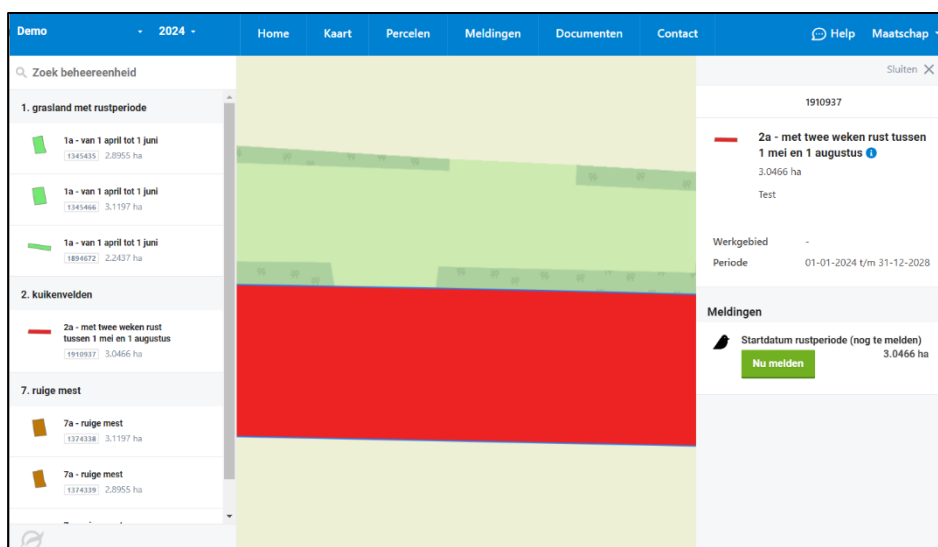 Demo - 2024 - Home Kaart Percelen Meldingen Documenten Contact Help Maatschap
Zoek beheereenheid
1. grasland met rustperiode
1a - van 1 april tot 1 juni
1345435 2.8955 ha
1a - van 1 april tot 1 juni
1345466 3.1197 ha
1a - van 1 april tot 1 juni
1894672 2.2437 ha
2. kuikenvelden
2a - met twee weken rust
tussen 1 mei en 1 augustus
1910937 3.0466 ha
7. ruige mest
7a - ruige mest
1374338 3.1197 ha
7a - ruige mest
1374339 2.8955 ha
Sluiten
1910937
2a - met twee weken rust tussen
1 mei en 1 augustus
3.0466 ha
Test
Werkgebied -
Periode 01-01-2024 t/m 31-12-2028
Meldingen
Startdatum rustperiode (nog te melden)
3.0466 ha
Nu melden